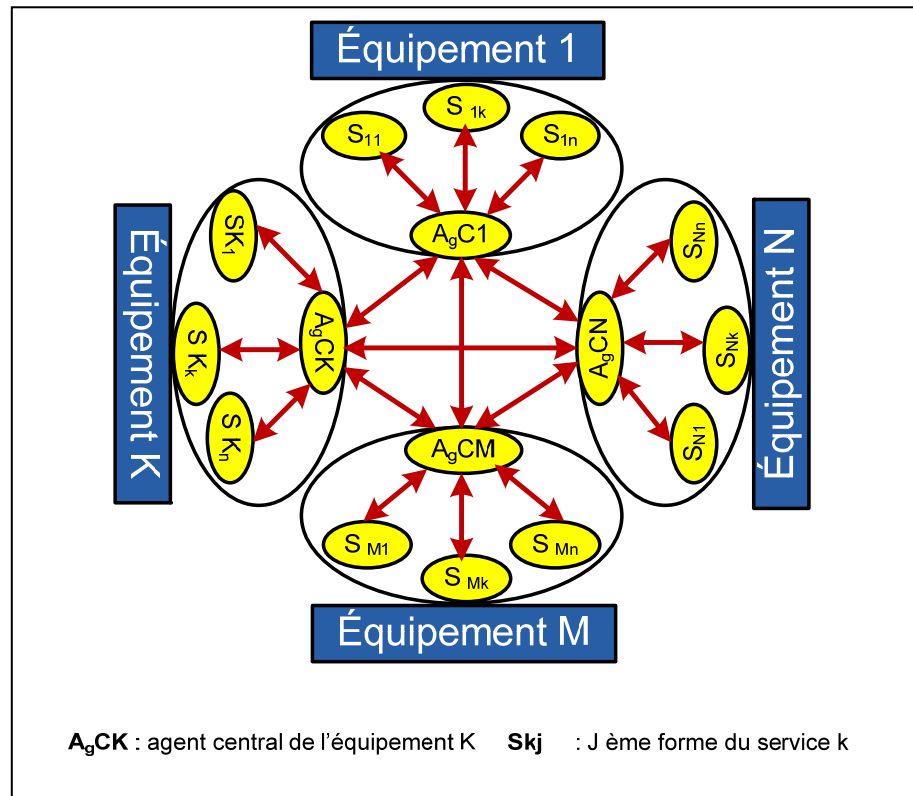 Équipement 1
S 1k
S11
S1n
AgC1
Équipement K
SK1
S Kk
S Kn
AgCK
Équipement N
SNn
SNk
SN1
AgCN
AgCM
S M1
S Mk
S Mn
Équipement M
AgCK : agent central de l'équipement K Skj : J ème forme du service k